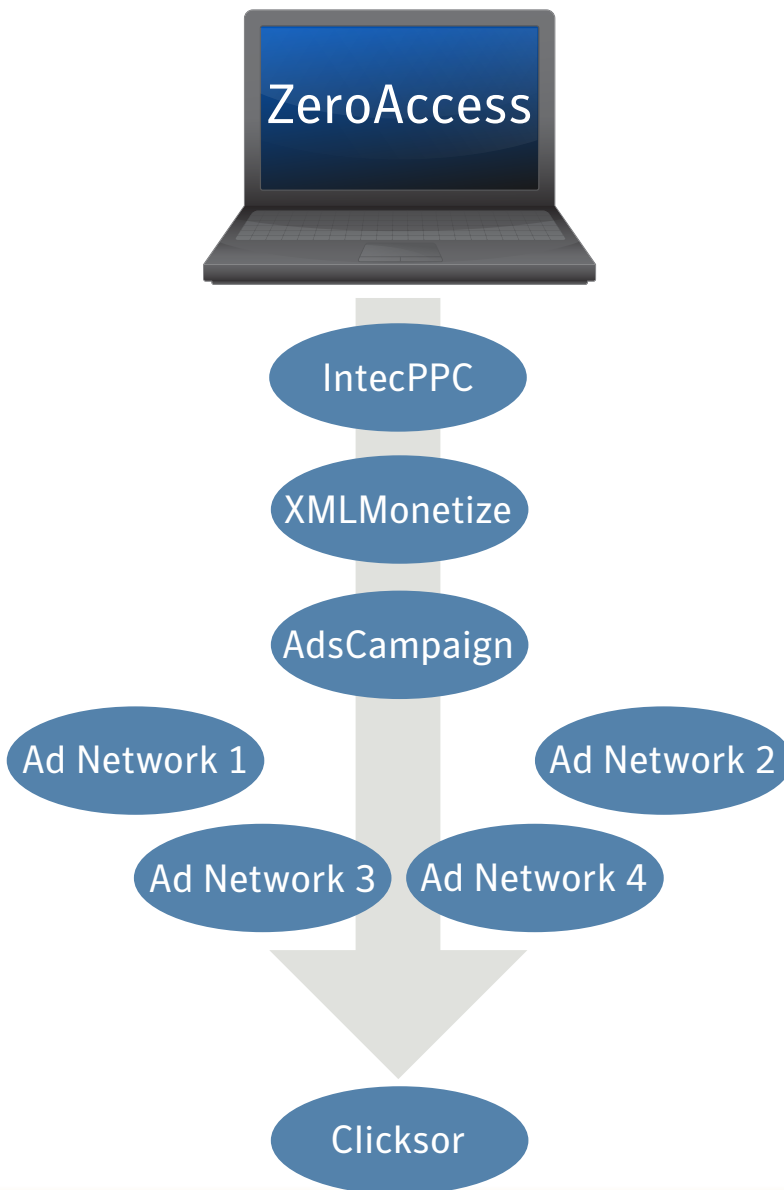 ZeroAccess
IntecPPC
XMLMonetize
AdsCampaign
Ad Network 1
Ad Network 2
Ad Network 3
Ad Network 4
Clicksor